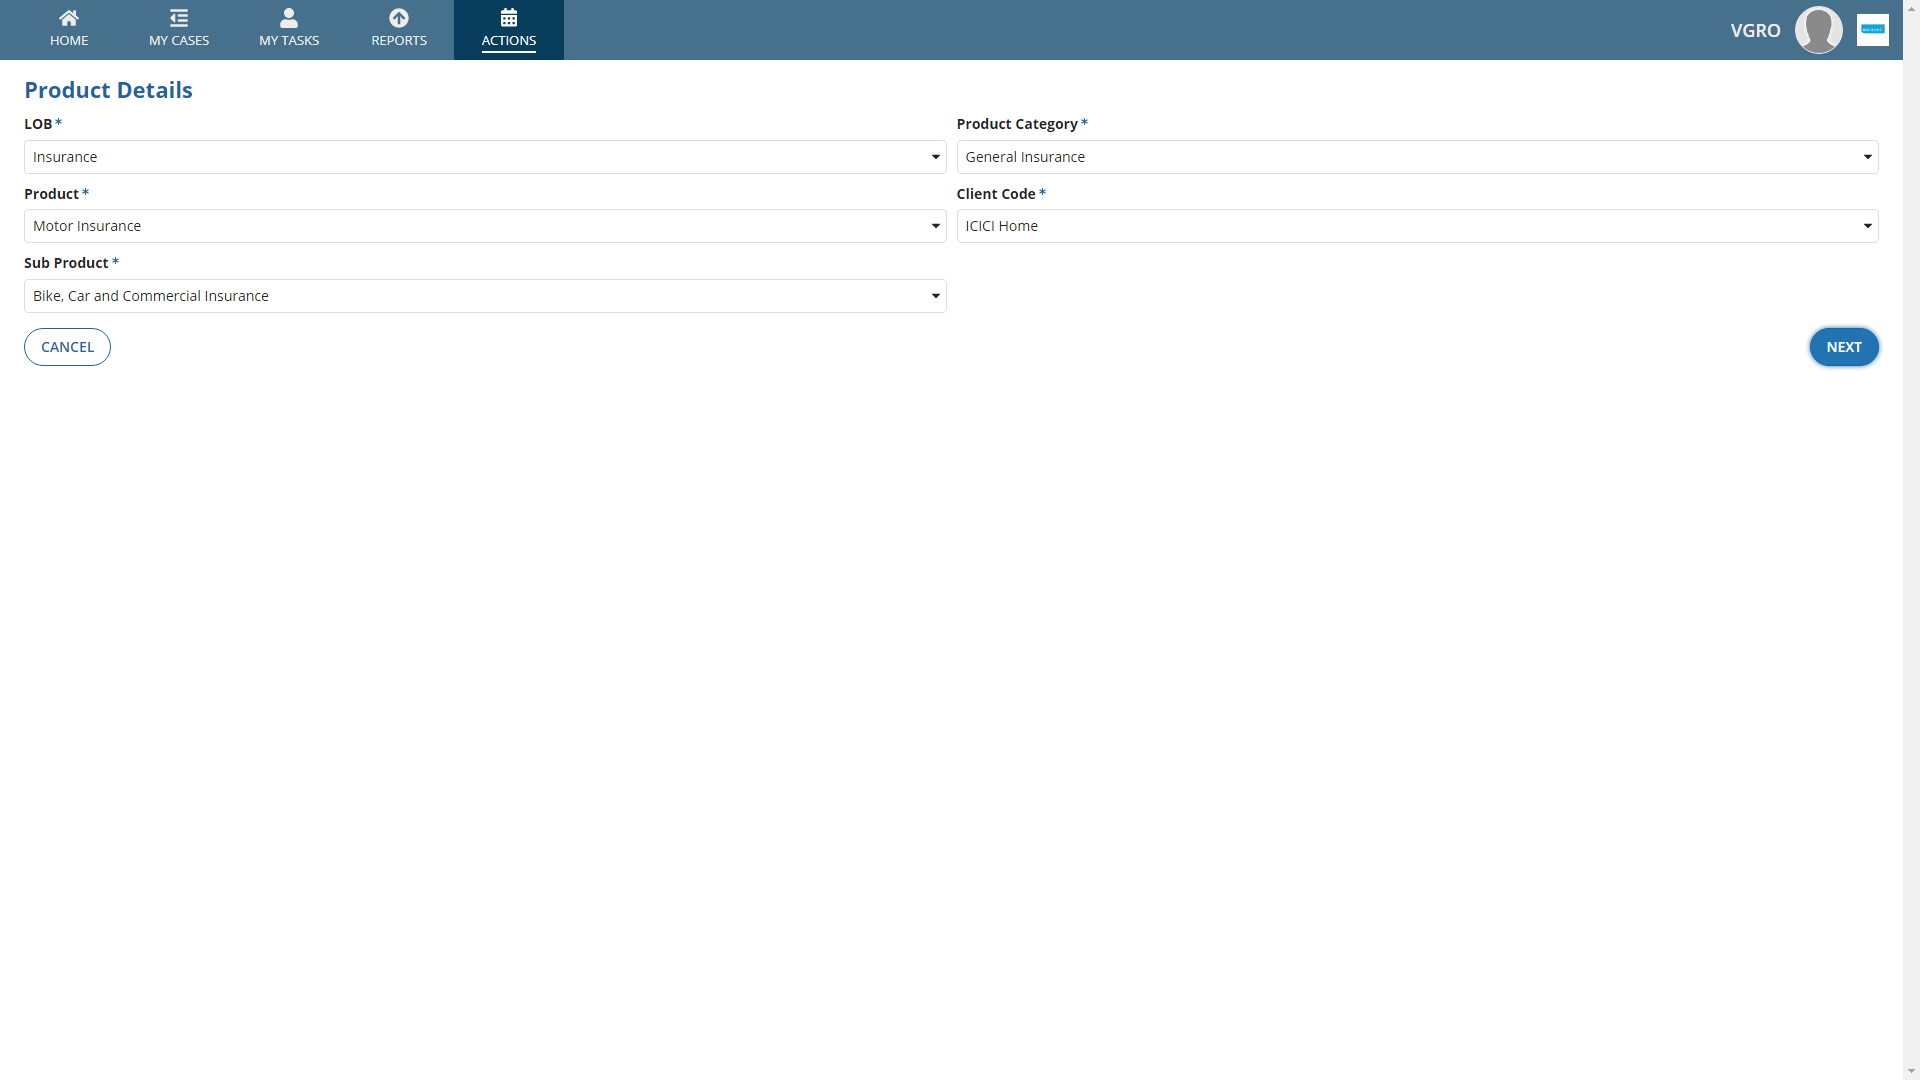 HOME
MY CASES
MY TASKS
REPORTS
ACTIONS
VGRO
Product Details
LOB *
Product Category *
Insurance
General Insurance
Product *
Client Code *
Motor Insurance
ICICI Home
Sub Product *
Bike, Car and Commercial Insurance
CANCEL
NEXT